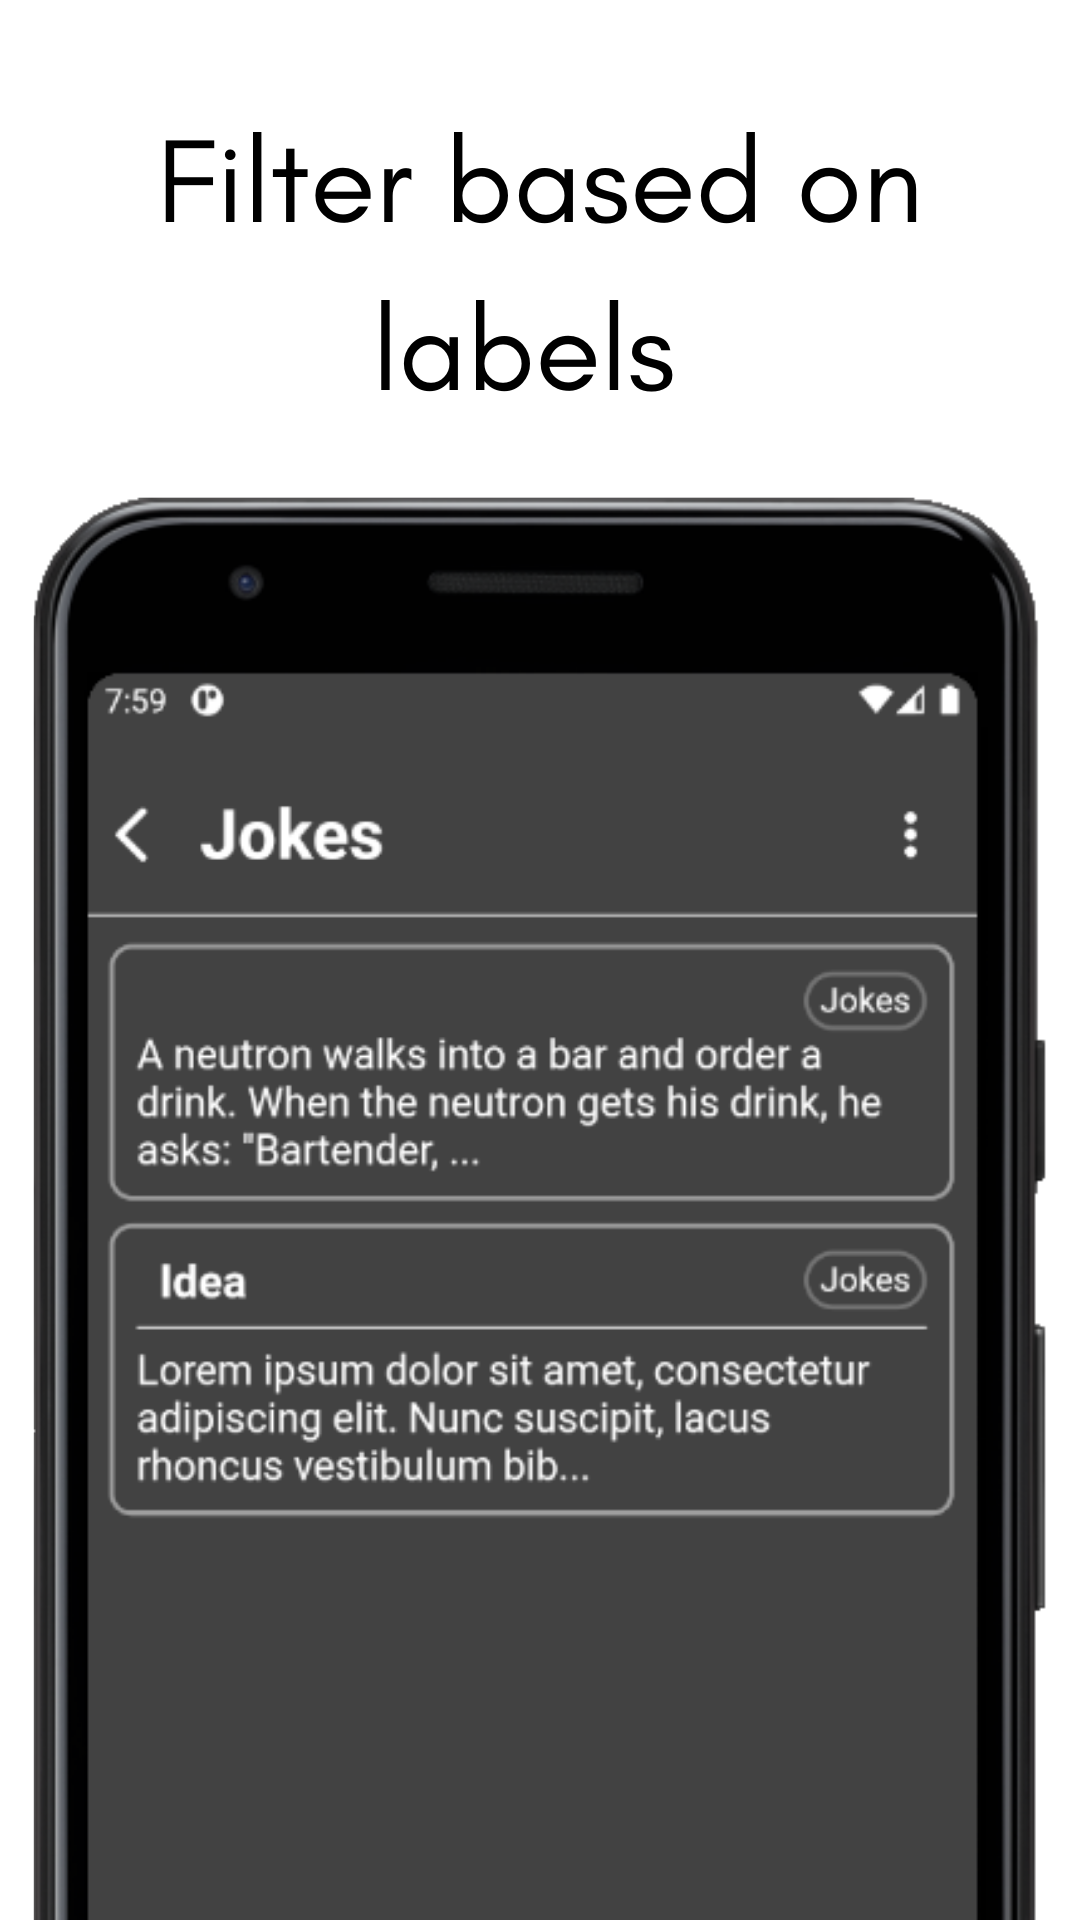 Filter based on
labels
7:59
Jokes
Jokes
A neutron walks into a bar and order a
drink. When the neutron gets his drink, he
asks: "Bartender, ...
Idea
Jokes
Lorem ipsum dolor sit amet, consectetur
adipiscing elit. Nunc suscipit, lacus
rhoncus vestibulum bib...